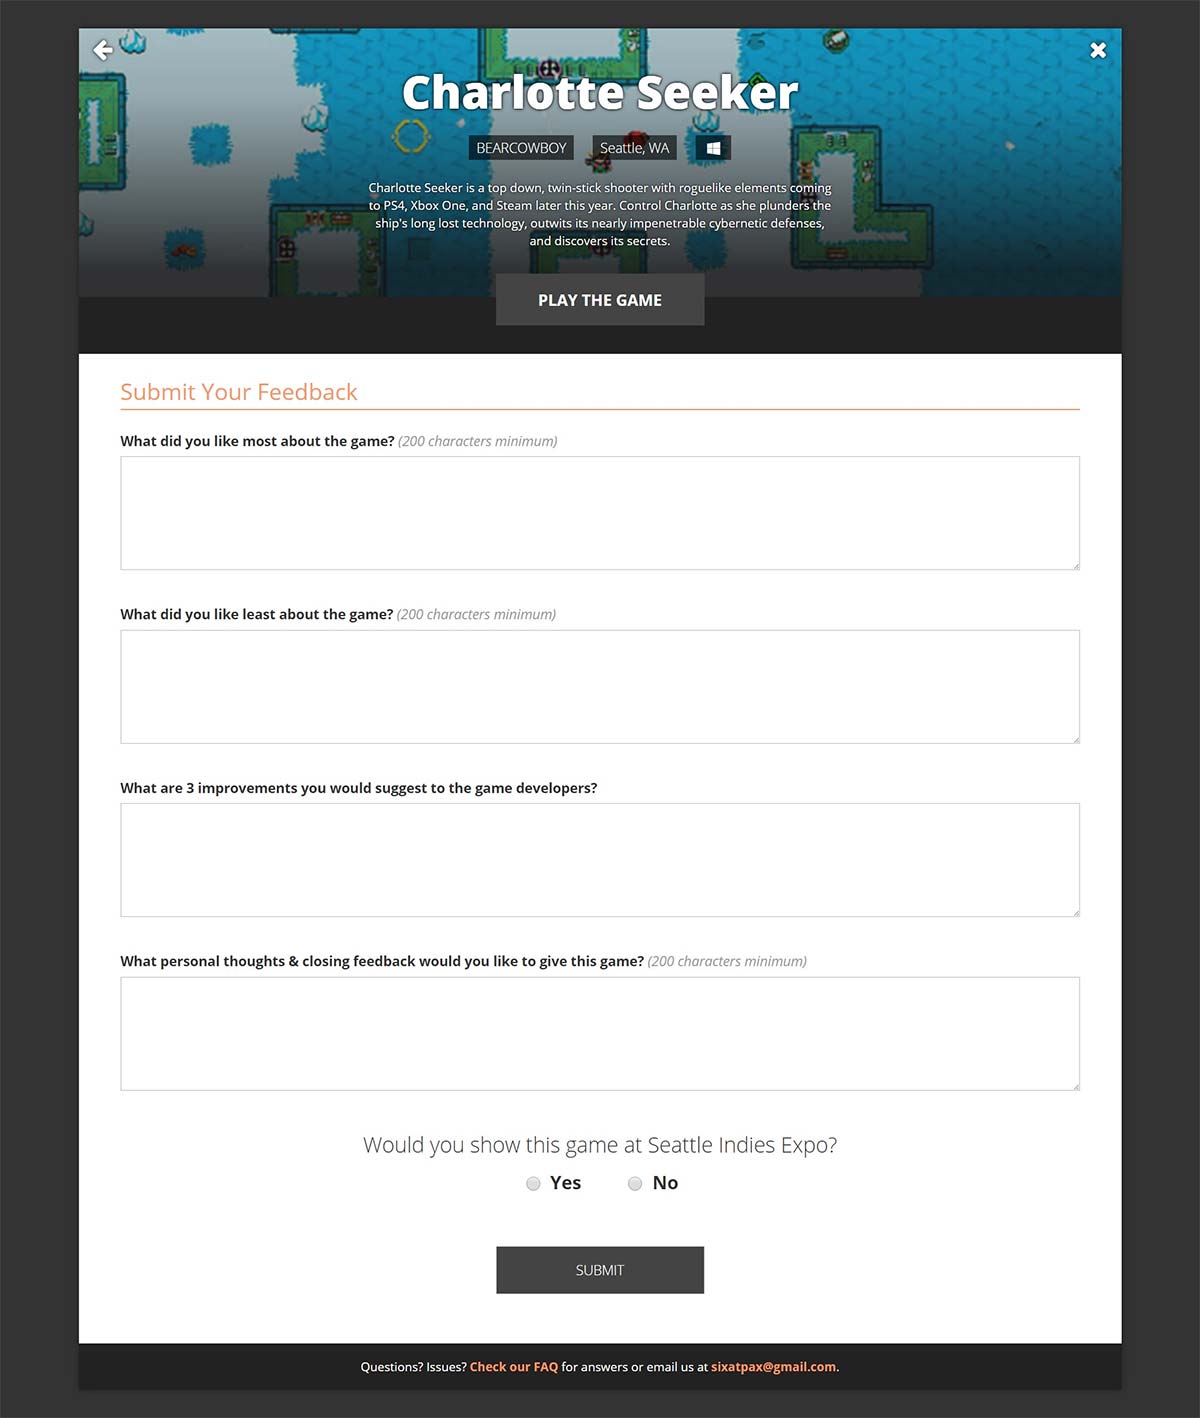 Charlotte Seeker
BEARCOWBOY
Seattle, WA
Charlotte Seeker is a top down, twin-stick shooter with roguelike elements coming
to PS4, Xbox One, and Steam later this year. Control Charlotte as she plunders the
ship's long lost technology, outwits its nearly impenetrable cybernetic defenses,
and discovers its secrets.
PLAY THE GAME
Submit Your Feedback
What did you like most about the game? (200 characters minimum)
What did you like least about the game? (200 characters minimum)
What are 3 improvements you would suggest to the game developers?
What personal thoughts & closing feedback would you like to give this game? (200 characters minimum)
Would you show this game at Seattle Indies Expo?
Yes
No
SUBMIT
Questions? Issues? Check our FAQ for answers or email us at sixatpax@gmail.com.